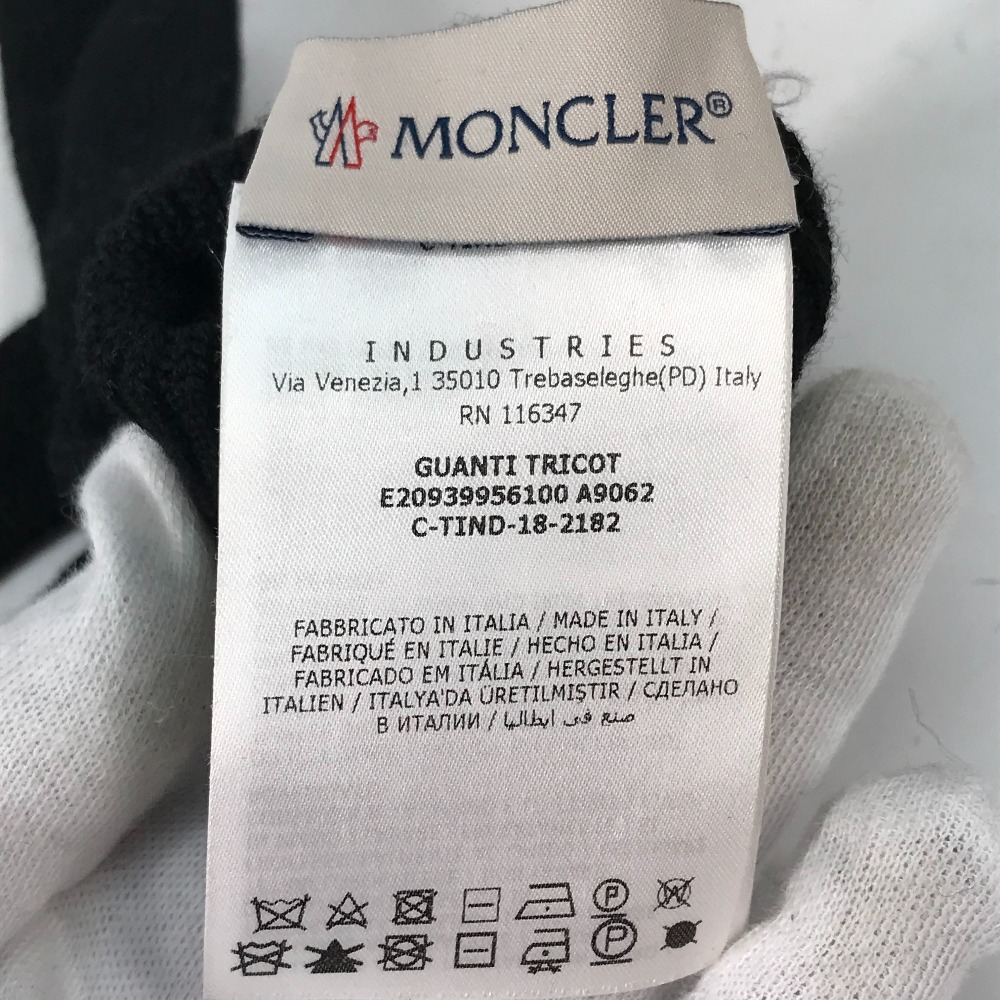 MONCLER®
INDUSTRIES
Via Venezia,1 35010 Trebaseleghe(PD) Italy
RN 116347
GUANTI TRICOT
E20939956100 A9062
C-TIND-18-2182
FABBRICATO IN ITALIA / MADE IN ITALY /
FABRIQUÉ EN ITALIE / HECHO EN ITALIA /
FABRICADO EM ITÁLIA / HERGESTELLT IN
ITALIEN / ITALYA'DA ÜRETILMIŞTIR / СДЕЛАНО
В ИТАЛИИ / صنع في ايطاليا
P W
P